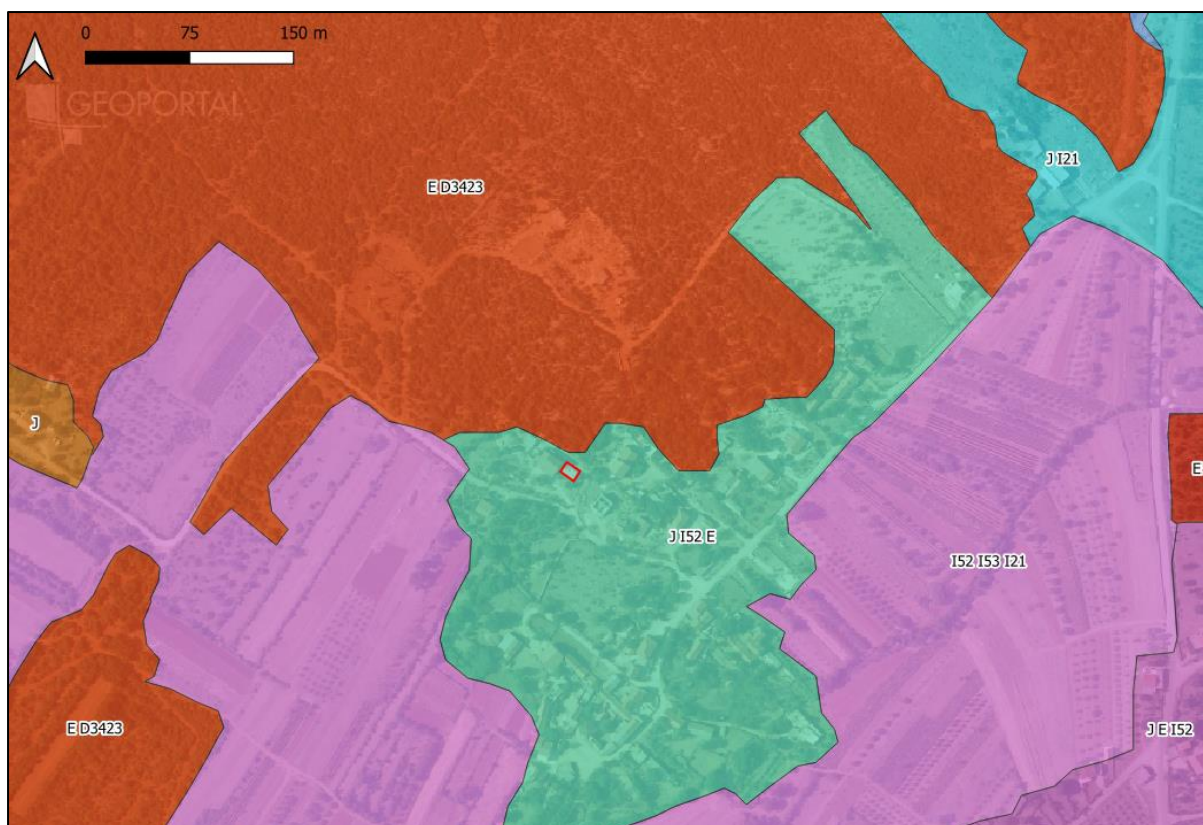 0 75 150 m
GEOPORTAL
J I21
E D3423
J
J I52 E
E
I52 I53 I21
E D3423
J E I52